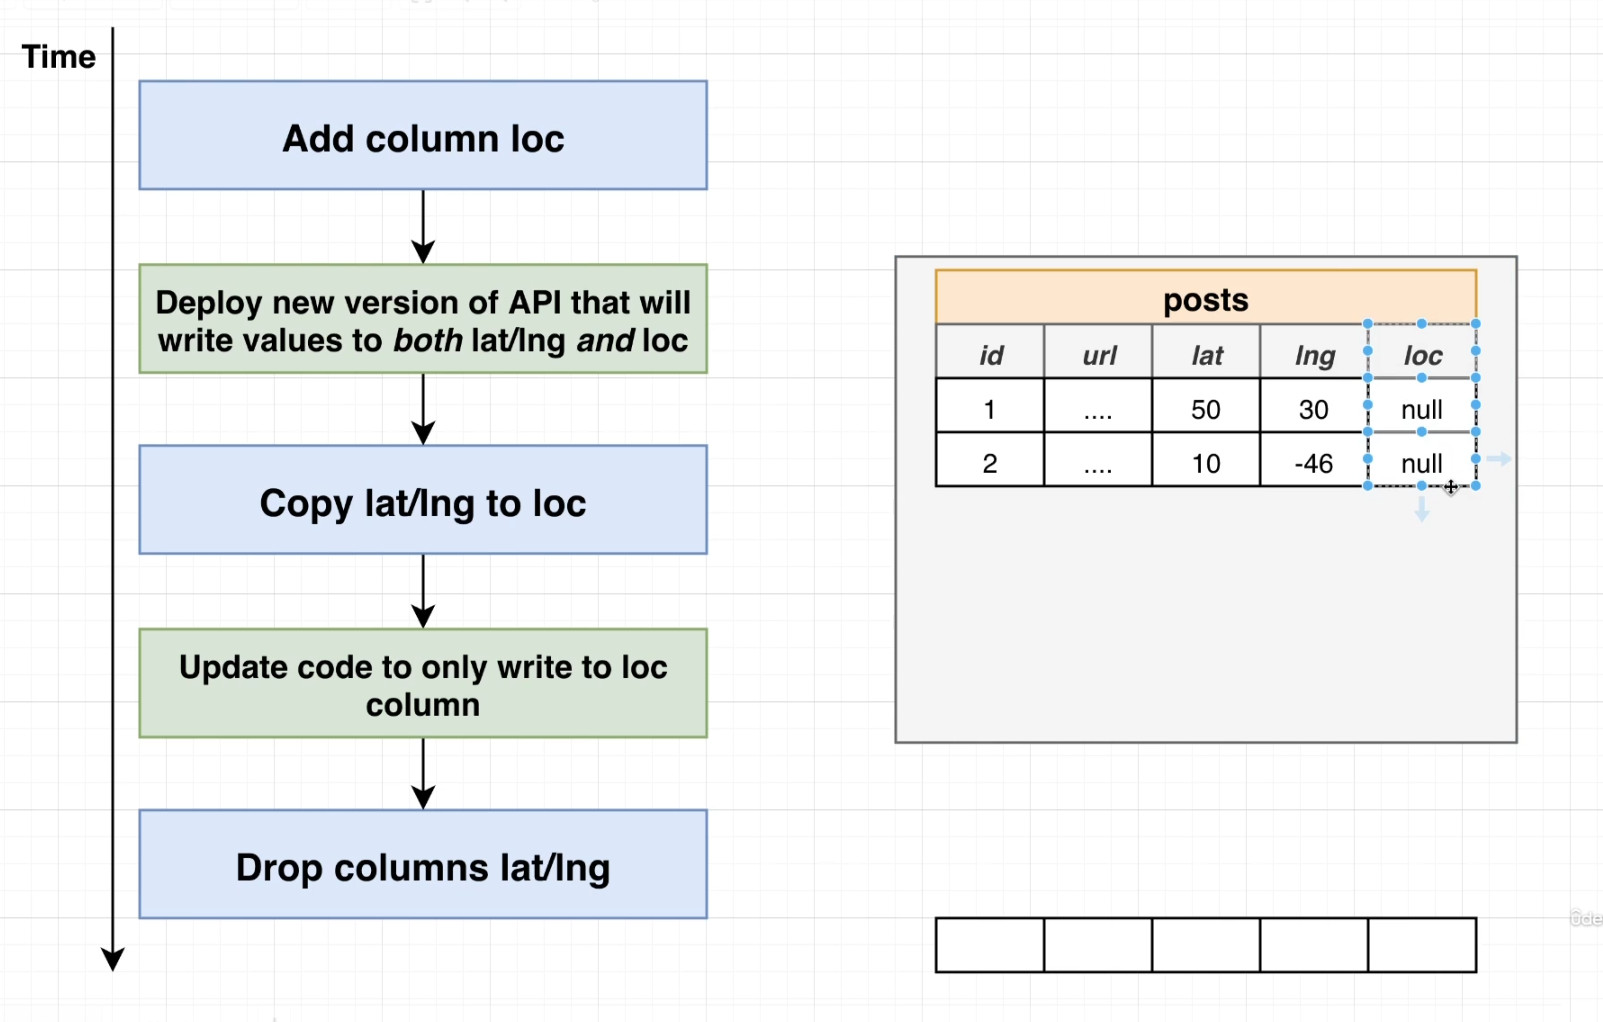 Time
Add column loc
Deploy new version of API that will
write values to both lat/lng and loc
Copy lat/lng to loc
Update code to only write to loc
column
Drop columns lat/lng
posts
id url lat lng loc
1 .... 50 30 null
2 .... 10 -46 null